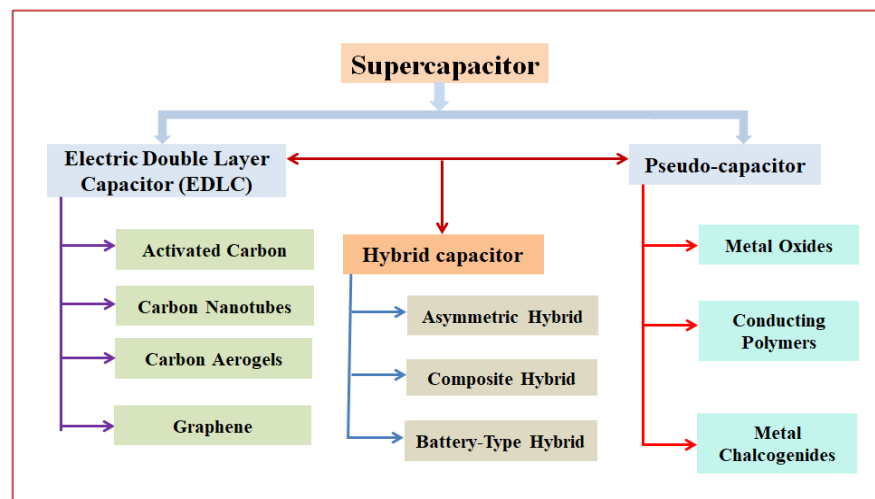 Supercapacitor
Electric Double Layer
Capacitor (EDLC)
Activated Carbon
Carbon Nanotubes
Carbon Aerogels
Graphene
Hybrid capacitor
Asymmetric Hybrid
Composite Hybrid
Battery-Type Hybrid
Pseudo-capacitor
Metal Oxides
Conducting
Polymers
Metal
Chalcogenides